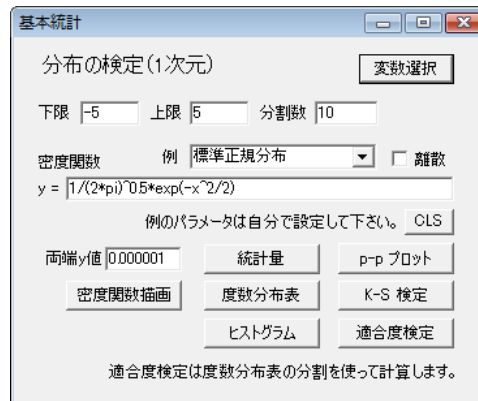 基本統計
分布の検定(1次元) 変数選択
下限 -5 上限 5 分割数 10
密度関数 例 標準正規分布 離散
y = 1/(2*pi)^0.5*exp(-x^2/2)
例のパラメータは自分で設定して下さい。 CLS
両端y値 0.000001 統計量 p-p プロット
密度関数描画 度数分布表 K-S 検定
ヒストグラム 適合度検定
適合度検定は度数分布表の分割を使って計算します。